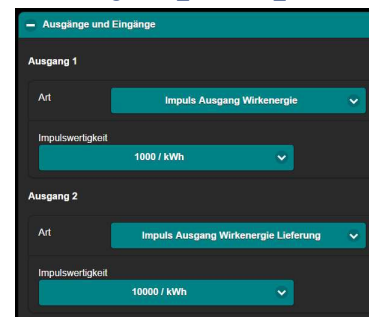 Ausgänge und Eingänge
Ausgang 1
Art
Impuls Ausgang Wirkenergie
Impulswertigkeit
1000 / kWh
Ausgang 2
Art
Impuls Ausgang Wirkenergie Lieferung
Impulswertigkeit
10000 / kWh